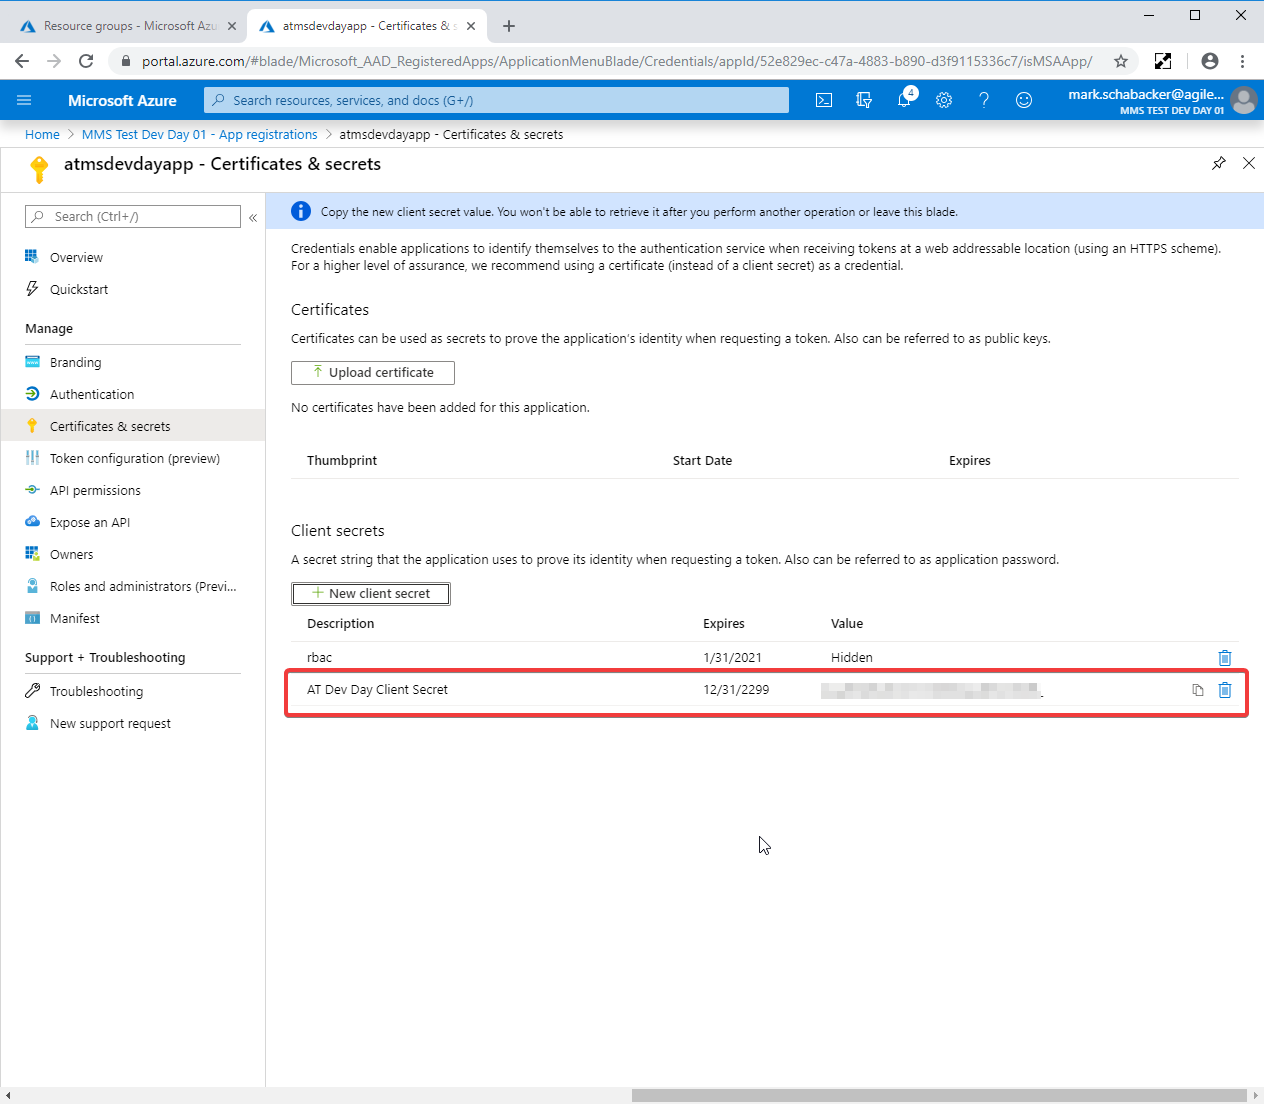 Resource groups - Microsoft Azu
atmsdevdayapp - Certificates & s
portal.azure.com/#blade/Microsoft_AAD_RegisteredApps/ApplicationMenuBlade/Credentials/appId/52e829ec-c47a-4883-b890-d3f9115336c7/isMSAApp/
Microsoft Azure
Search resources, services, and docs (G+/)
4
mark.schabacker@agile...
MMS TEST DEV DAY 01
Home > MMS Test Dev Day 01 - App registrations > atmsdevdayapp - Certificates & secrets
atmsdevdayapp - Certificates & secrets
Search (Ctrl+/)
«
Overview
Quickstart
Manage
Branding
Authentication
Certificates & secrets
Token configuration (preview)
API permissions
Expose an API
Owners
Roles and administrators (Previ...
Manifest
Support + Troubleshooting
Troubleshooting
New support request
Copy the new client secret value. You won't be able to retrieve it after you perform another operation or leave this blade.
Credentials enable applications to identify themselves to the authentication service when receiving tokens at a web addressable location (using an HTTPS scheme).
For a higher level of assurance, we recommend using a certificate (instead of a client secret) as a credential.
Certificates
Certificates can be used as secrets to prove the application's identity when requesting a token. Also can be referred to as public keys.
Upload certificate
No certificates have been added for this application.
Thumbprint Start Date Expires
Client secrets
A secret string that the application uses to prove its identity when requesting a token. Also can be referred to as application password.
New client secret
Description Expires Value
rbac 1/31/2021 Hidden
AT Dev Day Client Secret 12/31/2299